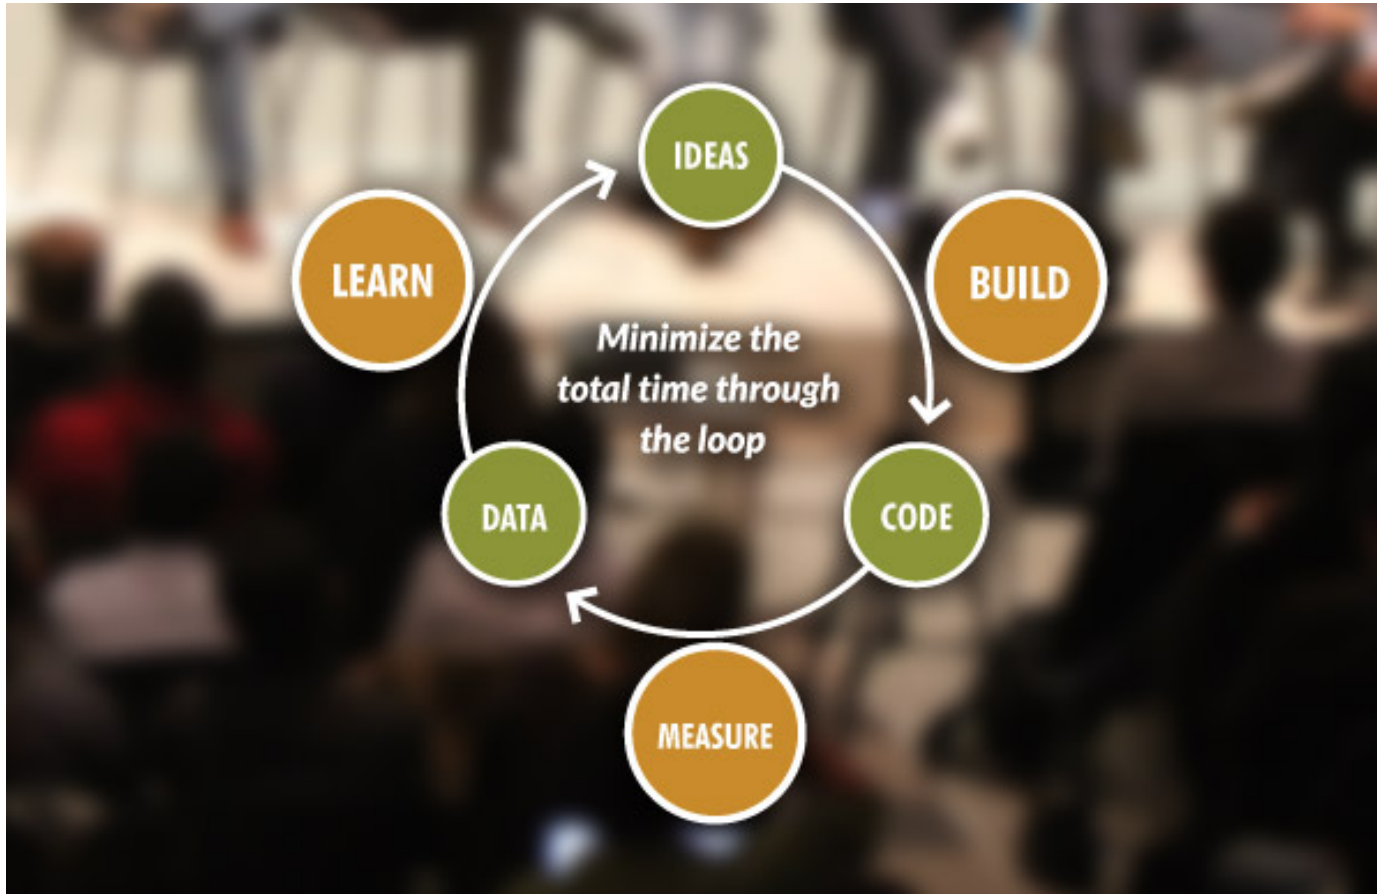 IDEAS
LEARN
BUILD
Minimize the
total time through
the loop
DATA
CODE
MEASURE